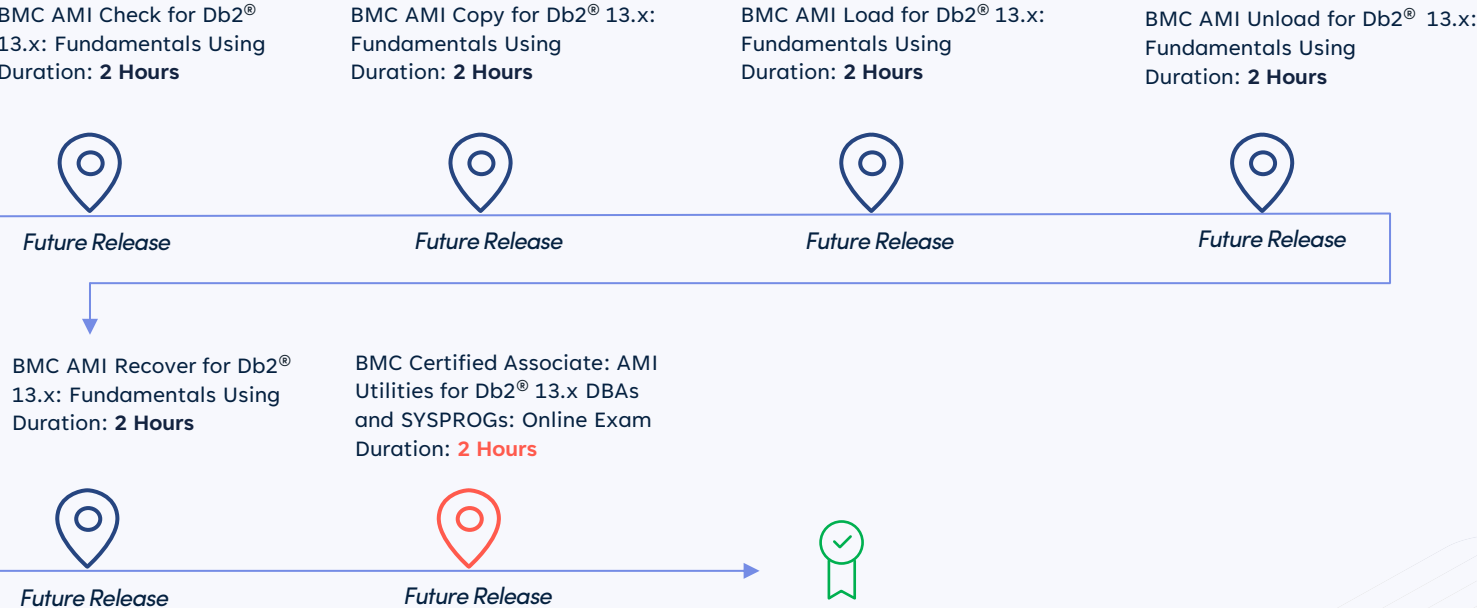 BMC AMI Check for Db2®
13.x: Fundamentals Using
Duration: 2 Hours
BMC AMI Copy for Db2® 13.x:
Fundamentals Using
Duration: 2 Hours
BMC AMI Load for Db2® 13.x:
Fundamentals Using
Duration: 2 Hours
BMC AMI Unload for Db2® 13.x:
Fundamentals Using
Duration: 2 Hours
Future Release
Future Release
Future Release
Future Release
BMC AMI Recover for Db2®
13.x: Fundamentals Using
Duration: 2 Hours
BMC Certified Associate: AMI
Utilities for Db2® 13.x DBAs
and SYSPROGs: Online Exam
Duration: 2 Hours
Future Release
Future Release